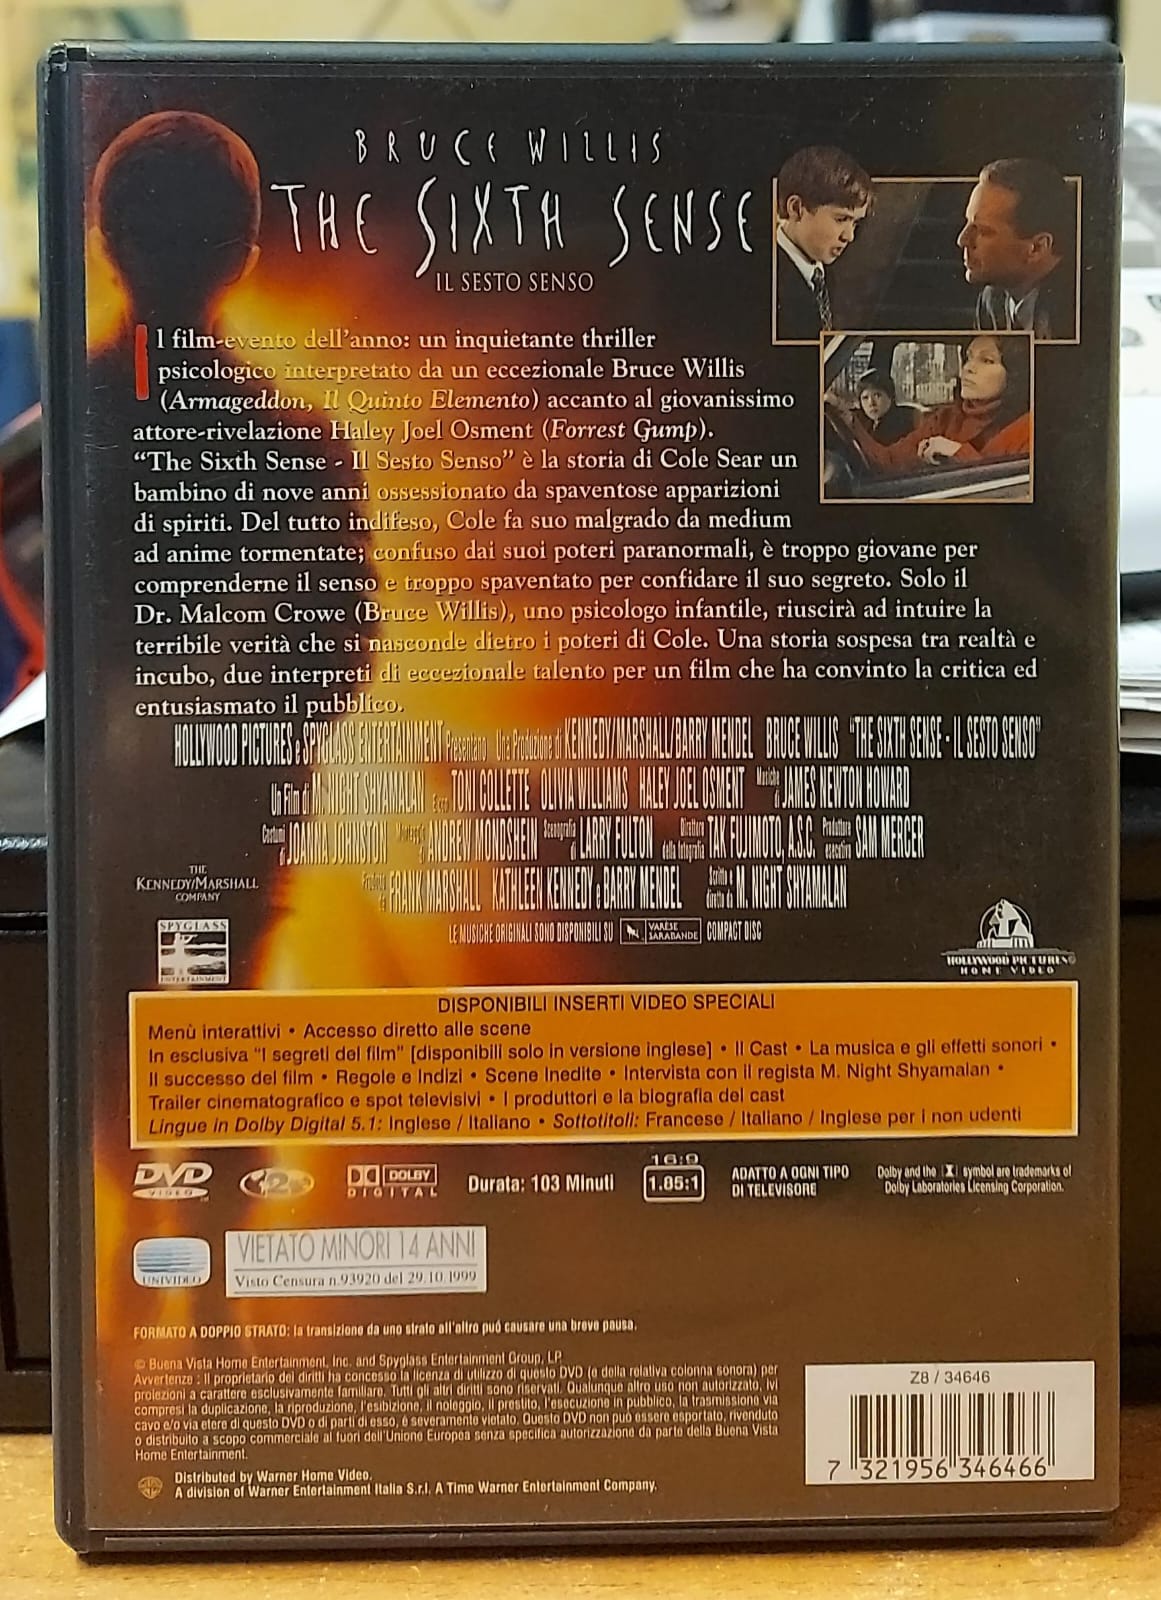 BRUCE WILLIS
THE SIXTH SENSE
IL SESTO SENSO
Il film-evento dell'anno: un inquietante thriller
psicologico interpretato da un eccezionale Bruce Willis
(Armageddon, Il Quinto Elemento) accanto al giovanissimo
attore-rivelazione Haley Joel Osment (Forrest Gump).
“The Sixth Sense - Il Sesto Senso” è la storia di Cole Sear un
bambino di nove anni ossessionato da spaventose apparizioni
di spiriti. Del tutto indifeso, Cole fa suo malgrado da medium
ad anime tormentate; confuso dai suoi poteri paranormali, è troppo giovane per
comprenderne il senso e troppo spaventato per confidare il suo segreto. Solo il
Dr. Malcom Crowe (Bruce Willis), uno psicologo infantile, riuscirà ad intuire la
terribile verità che si nasconde dietro i poteri di Cole. Una storia sospesa tra realtà e
incubo, due interpreti di eccezionale talento per un film che ha convinto la critica ed
entusiasmato il pubblico.
HOLLYWOOD PICTURES e SPYGLASS ENTERTAINMENT Presentano Una Produzione di KENNEDY/MARSHALL/BARRY MENDEL BRUCE WILLIS "THE SIXTH SENSE - IL SESTO SENSO"
Un Film di M. NIGHT SHYAMALAN E con TONI COLLETTE OLIVIA WILLIAMS HALEY JOEL OSMENT Musiche di JAMES NEWTON HOWARD
Costumi di JOANNA JOHNSTON Montaggio di ANDREW MONDSHEIN Scenografia di LARRY FULTON Direttore della fotografia TAK FUJIMOTO, A.S.C. Produttore esecutivo SAM MERCER
Prodotto da FRANK MARSHALL KATHLEEN KENNEDY e BARRY MENDEL Scritto e diretto da M. NIGHT SHYAMALAN
THE
KENNEDY/MARSHALL
COMPANY
LE MUSICHE ORIGINALI SONO DISPONIBILI SU VARÈSE SARABANDE COMPACT DISC
SPYGLASS
ENTERTAINMENT
HOLLYWOOD PICTURES
HOME VIDEO
DISPONIBILI INSERTI VIDEO SPECIALI
Menù interattivi • Accesso diretto alle scene
In esclusiva "I segreti del film" [disponibili solo in versione inglese] • Il Cast • La musica e gli effetti sonori •
Il successo del film • Regole e Indizi • Scene Inedite • Intervista con il regista M. Night Shyamalan •
Trailer cinematografico e spot televisivi • I produttori e la biografia del cast
Lingue in Dolby Digital 5.1: Inglese / Italiano • Sottotitoli: Francese / Italiano / Inglese per i non udenti
DVD VIDEO
2
DOLBY DIGITAL
Durata: 103 Minuti
16:9
1.85:1
ADATTO A OGNI TIPO
DI TELEVISORE
Dolby and the symbol are trademarks of
Dolby Laboratories Licensing Corporation.
UNIVIDEO
VIETATO MINORI 14 ANNI
Visto Censura n.93920 del 29.10.1999
FORMATO A DOPPIO STRATO: la transizione da uno strato all'altro può causare una breve pausa.
© Buena Vista Home Entertainment, Inc. and Spyglass Entertainment Group, LP.
Avvertenze : Il proprietario dei diritti ha concesso la licenza di utilizzo di questo DVD (e della relativa colonna sonora) per
proiezioni a carattere esclusivamente familiare. Tutti gli altri diritti sono riservati. Qualunque altro uso non autorizzato, ivi
compresi la duplicazione, la riproduzione, l'esibizione, il noleggio, il prestito, l'esecuzione in pubblico, la trasmissione via
cavo e/o via etere di questo DVD o di parti di esso, è severamente vietato. Questo DVD non può essere esportato, rivenduto
o distribuito a scopo commerciale al fuori dell'Unione Europea senza specifica autorizzazione da parte della Buena Vista
Home Entertainment.
Distributed by Warner Home Video.
A division of Warner Entertainment Italia S.r.l. A Time Warner Entertainment Company.
Z8 / 34646
7 321956 346466